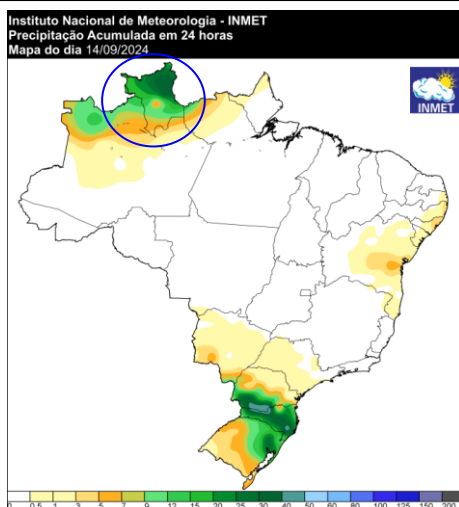 Instituto Nacional de Meteorologia - INMET
Precipitação Acumulada em 24 horas
Mapa do dia 14/09/2024
INMET
0 0.5 1 3 5 7 9 12 15 20 25 30 40 50 60 80 100 125 150 200